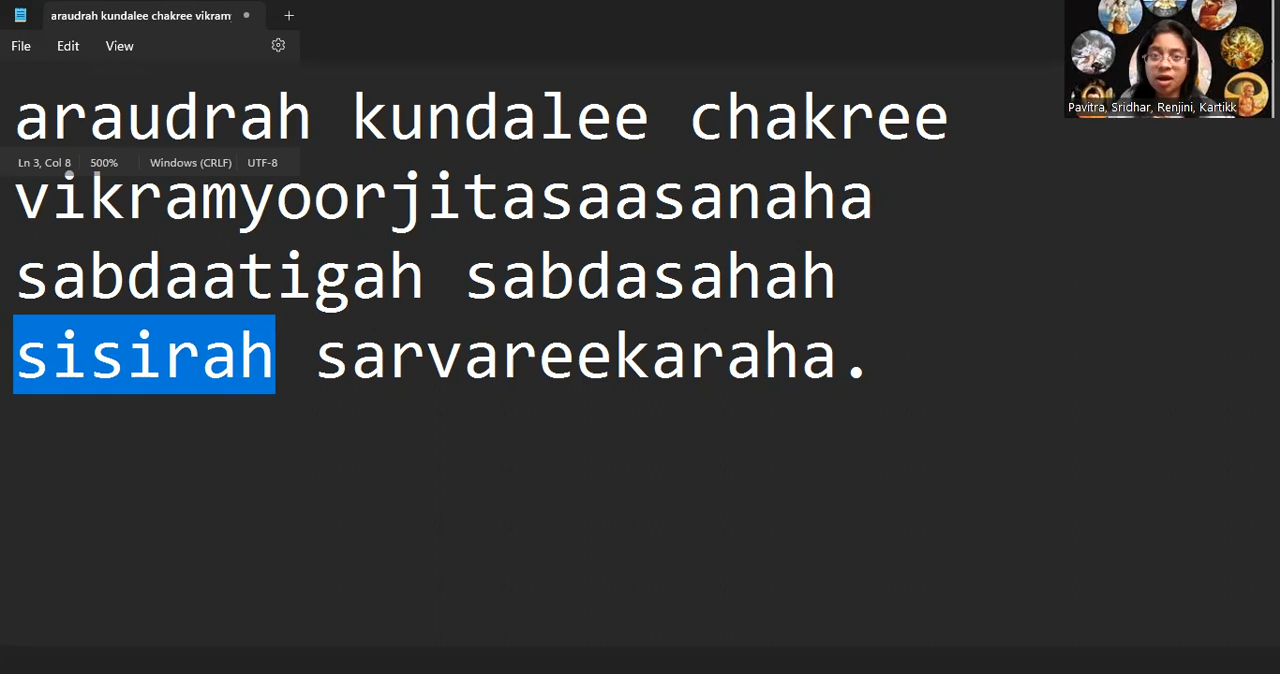 araudrah kundalee chakree vikram
File Edit View
araudrah kundalee chakree
Ln 3, Col 8 500% Windows (CRLF) UTF-8
vikramyoorjitasaasanaha
sabdaatigah sabdasahah
sisirah sarvareekaraha.
Pavitra, Sridhar, Renjini, Kartikk